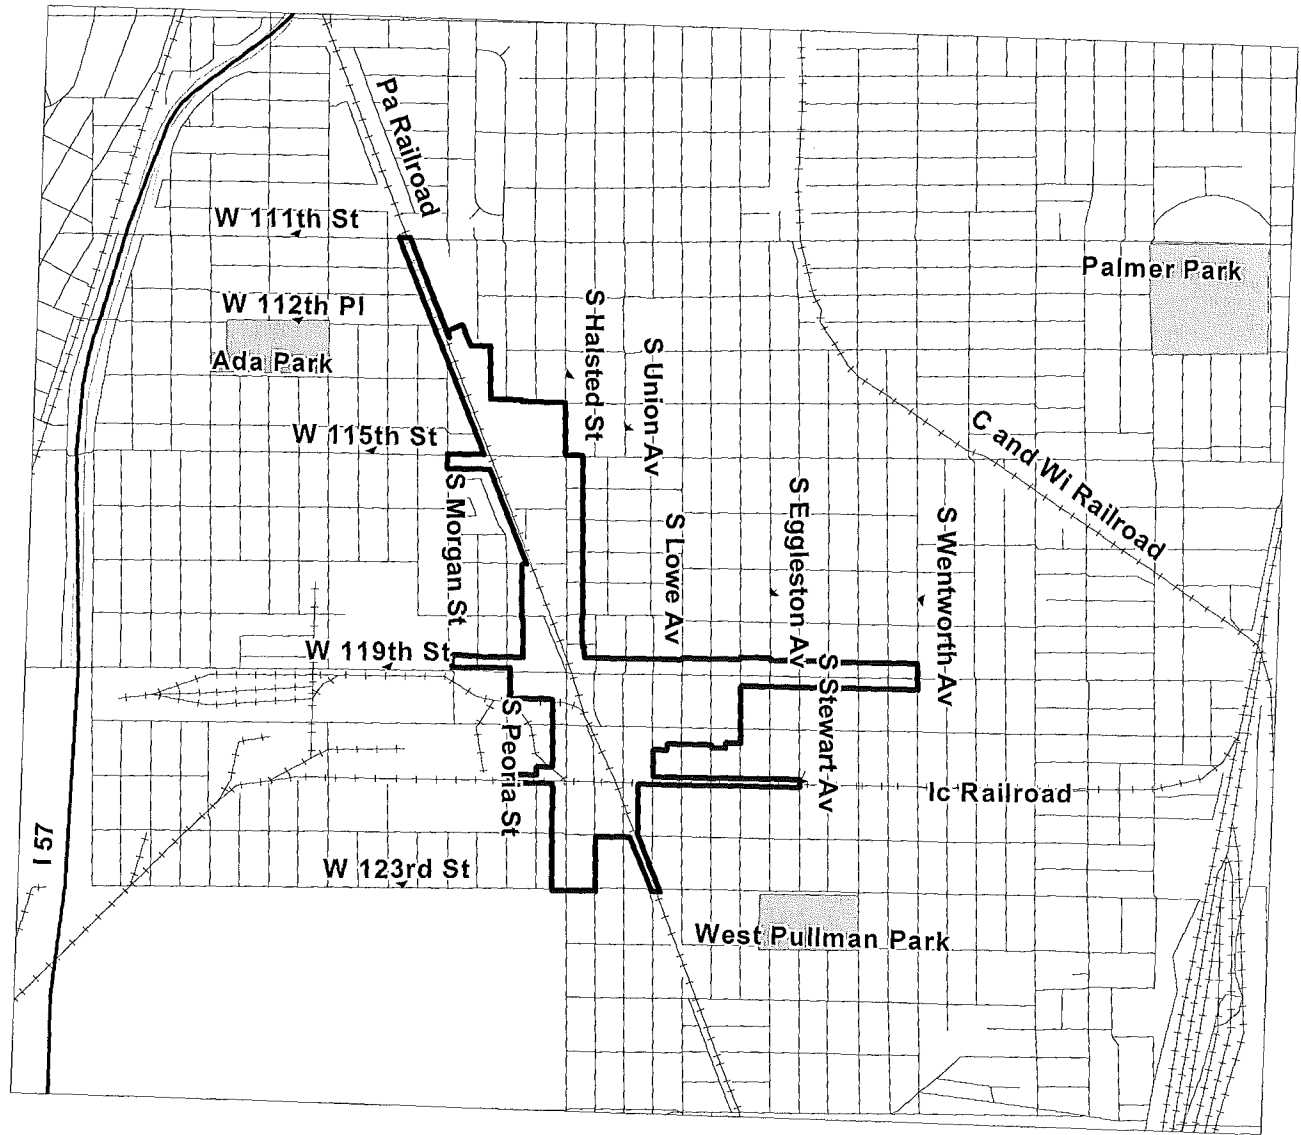 Pa Railroad
W 111th St
Palmer Park
W 112th Pl
Ada Park
S Halsted St
S Union Av
W 115th St
C and Wi Railroad
S Morgan St
S Lowe Av
S Eggleston Av
S Wentworth Av
W 119th St
S Stewart Av
S Peoria St
Ic Railroad
I 57
W 123rd St
West Pullman Park